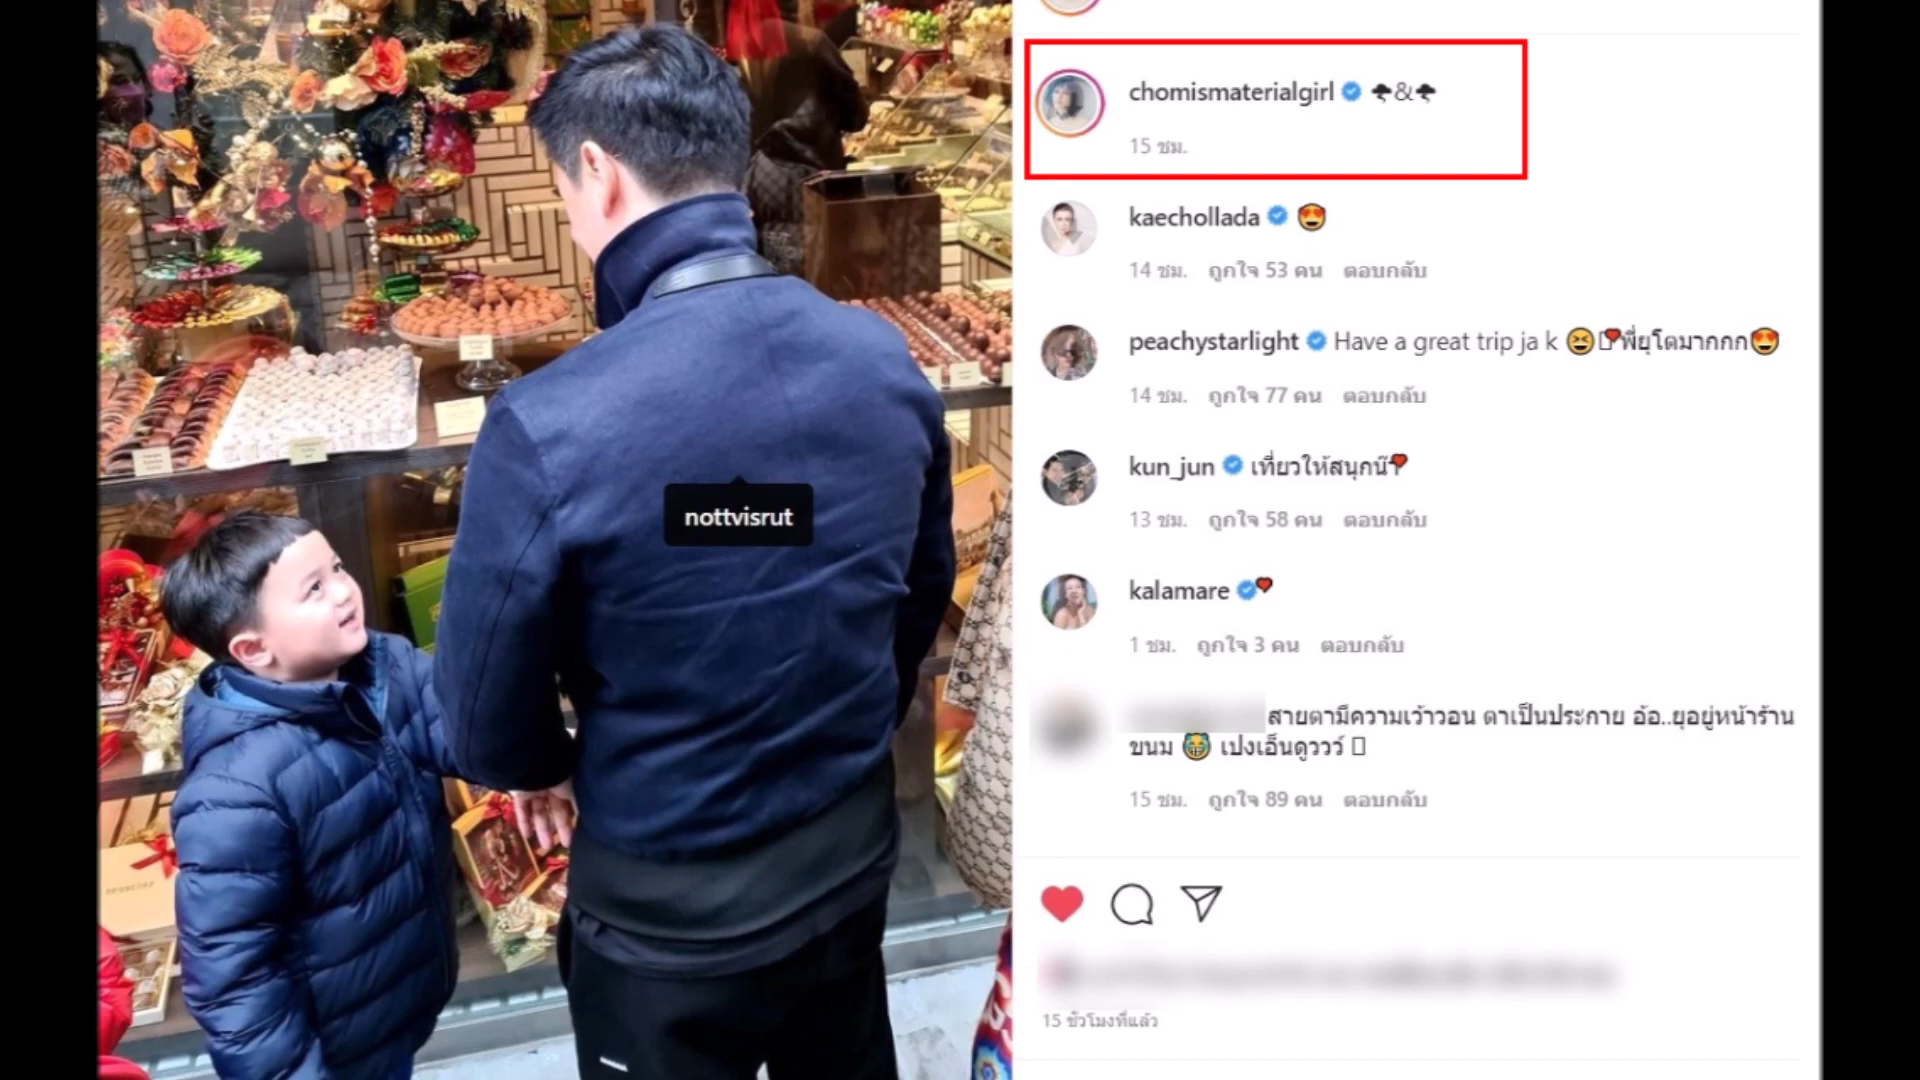 nottvisrut
chomismaterialgirl 🌪️&🌪️
15 ชม.
kaechollada 😍
14 ชม. ถูกใจ 53 คน ตอบกลับ
peachystarlight Have a great trip ja k 😆❣พี่ยุโตมากกก😍
14 ชม. ถูกใจ 77 คน ตอบกลับ
kun_jun เที่ยวให้สนุกน๊❣
13 ชม. ถูกใจ 58 คน ตอบกลับ
kalamare ❤
1 ชม. ถูกใจ 3 คน ตอบกลับ
สายตามีความเว้าวอน ตาเป็นประกาย อ้อ..ยุอยู่หน้าร้าน
ขนม 😹 เปงเอ็นดูววว์
15 ชม. ถูกใจ 89 คน ตอบกลับ
15 ชั่วโมงที่แล้ว